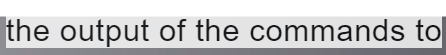 the output of the commands to